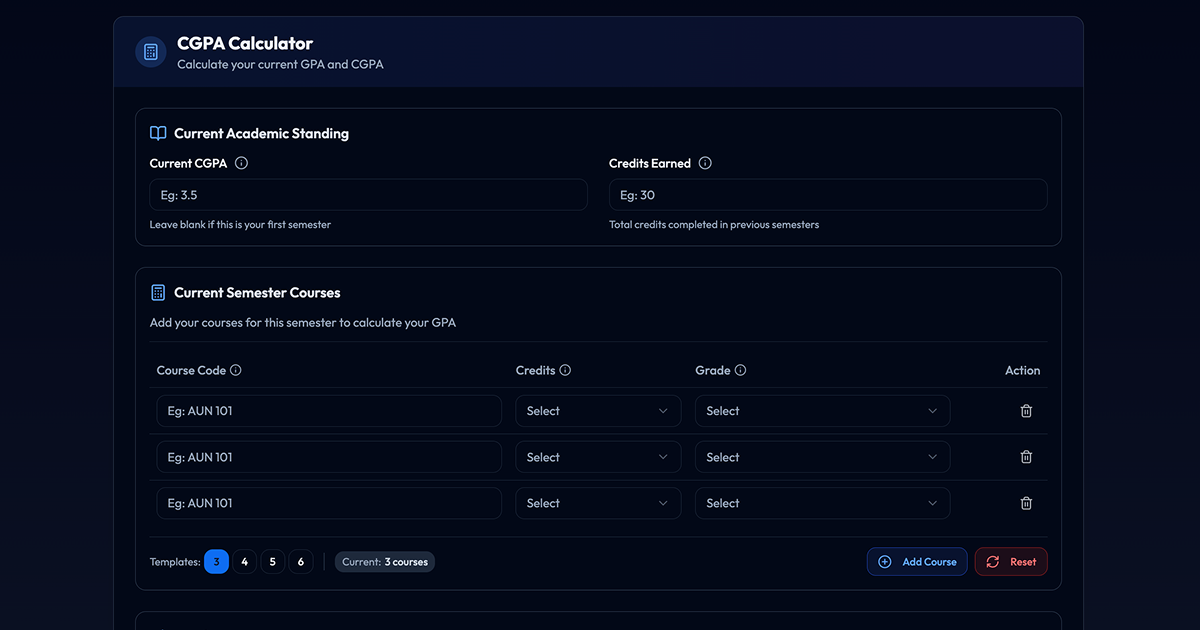 CGPA Calculator
Calculate your current GPA and CGPA
Current Academic Standing
Current CGPA
Credits Earned
Eg: 3.5
Eg: 30
Leave blank if this is your first semester
Total credits completed in previous semesters
Current Semester Courses
Add your courses for this semester to calculate your GPA
Course Code Credits Grade Action
Eg: AUN 101 Select Select
Eg: AUN 101 Select Select
Eg: AUN 101 Select Select
Templates: 3 4 5 6 Current: 3 courses Add Course Reset